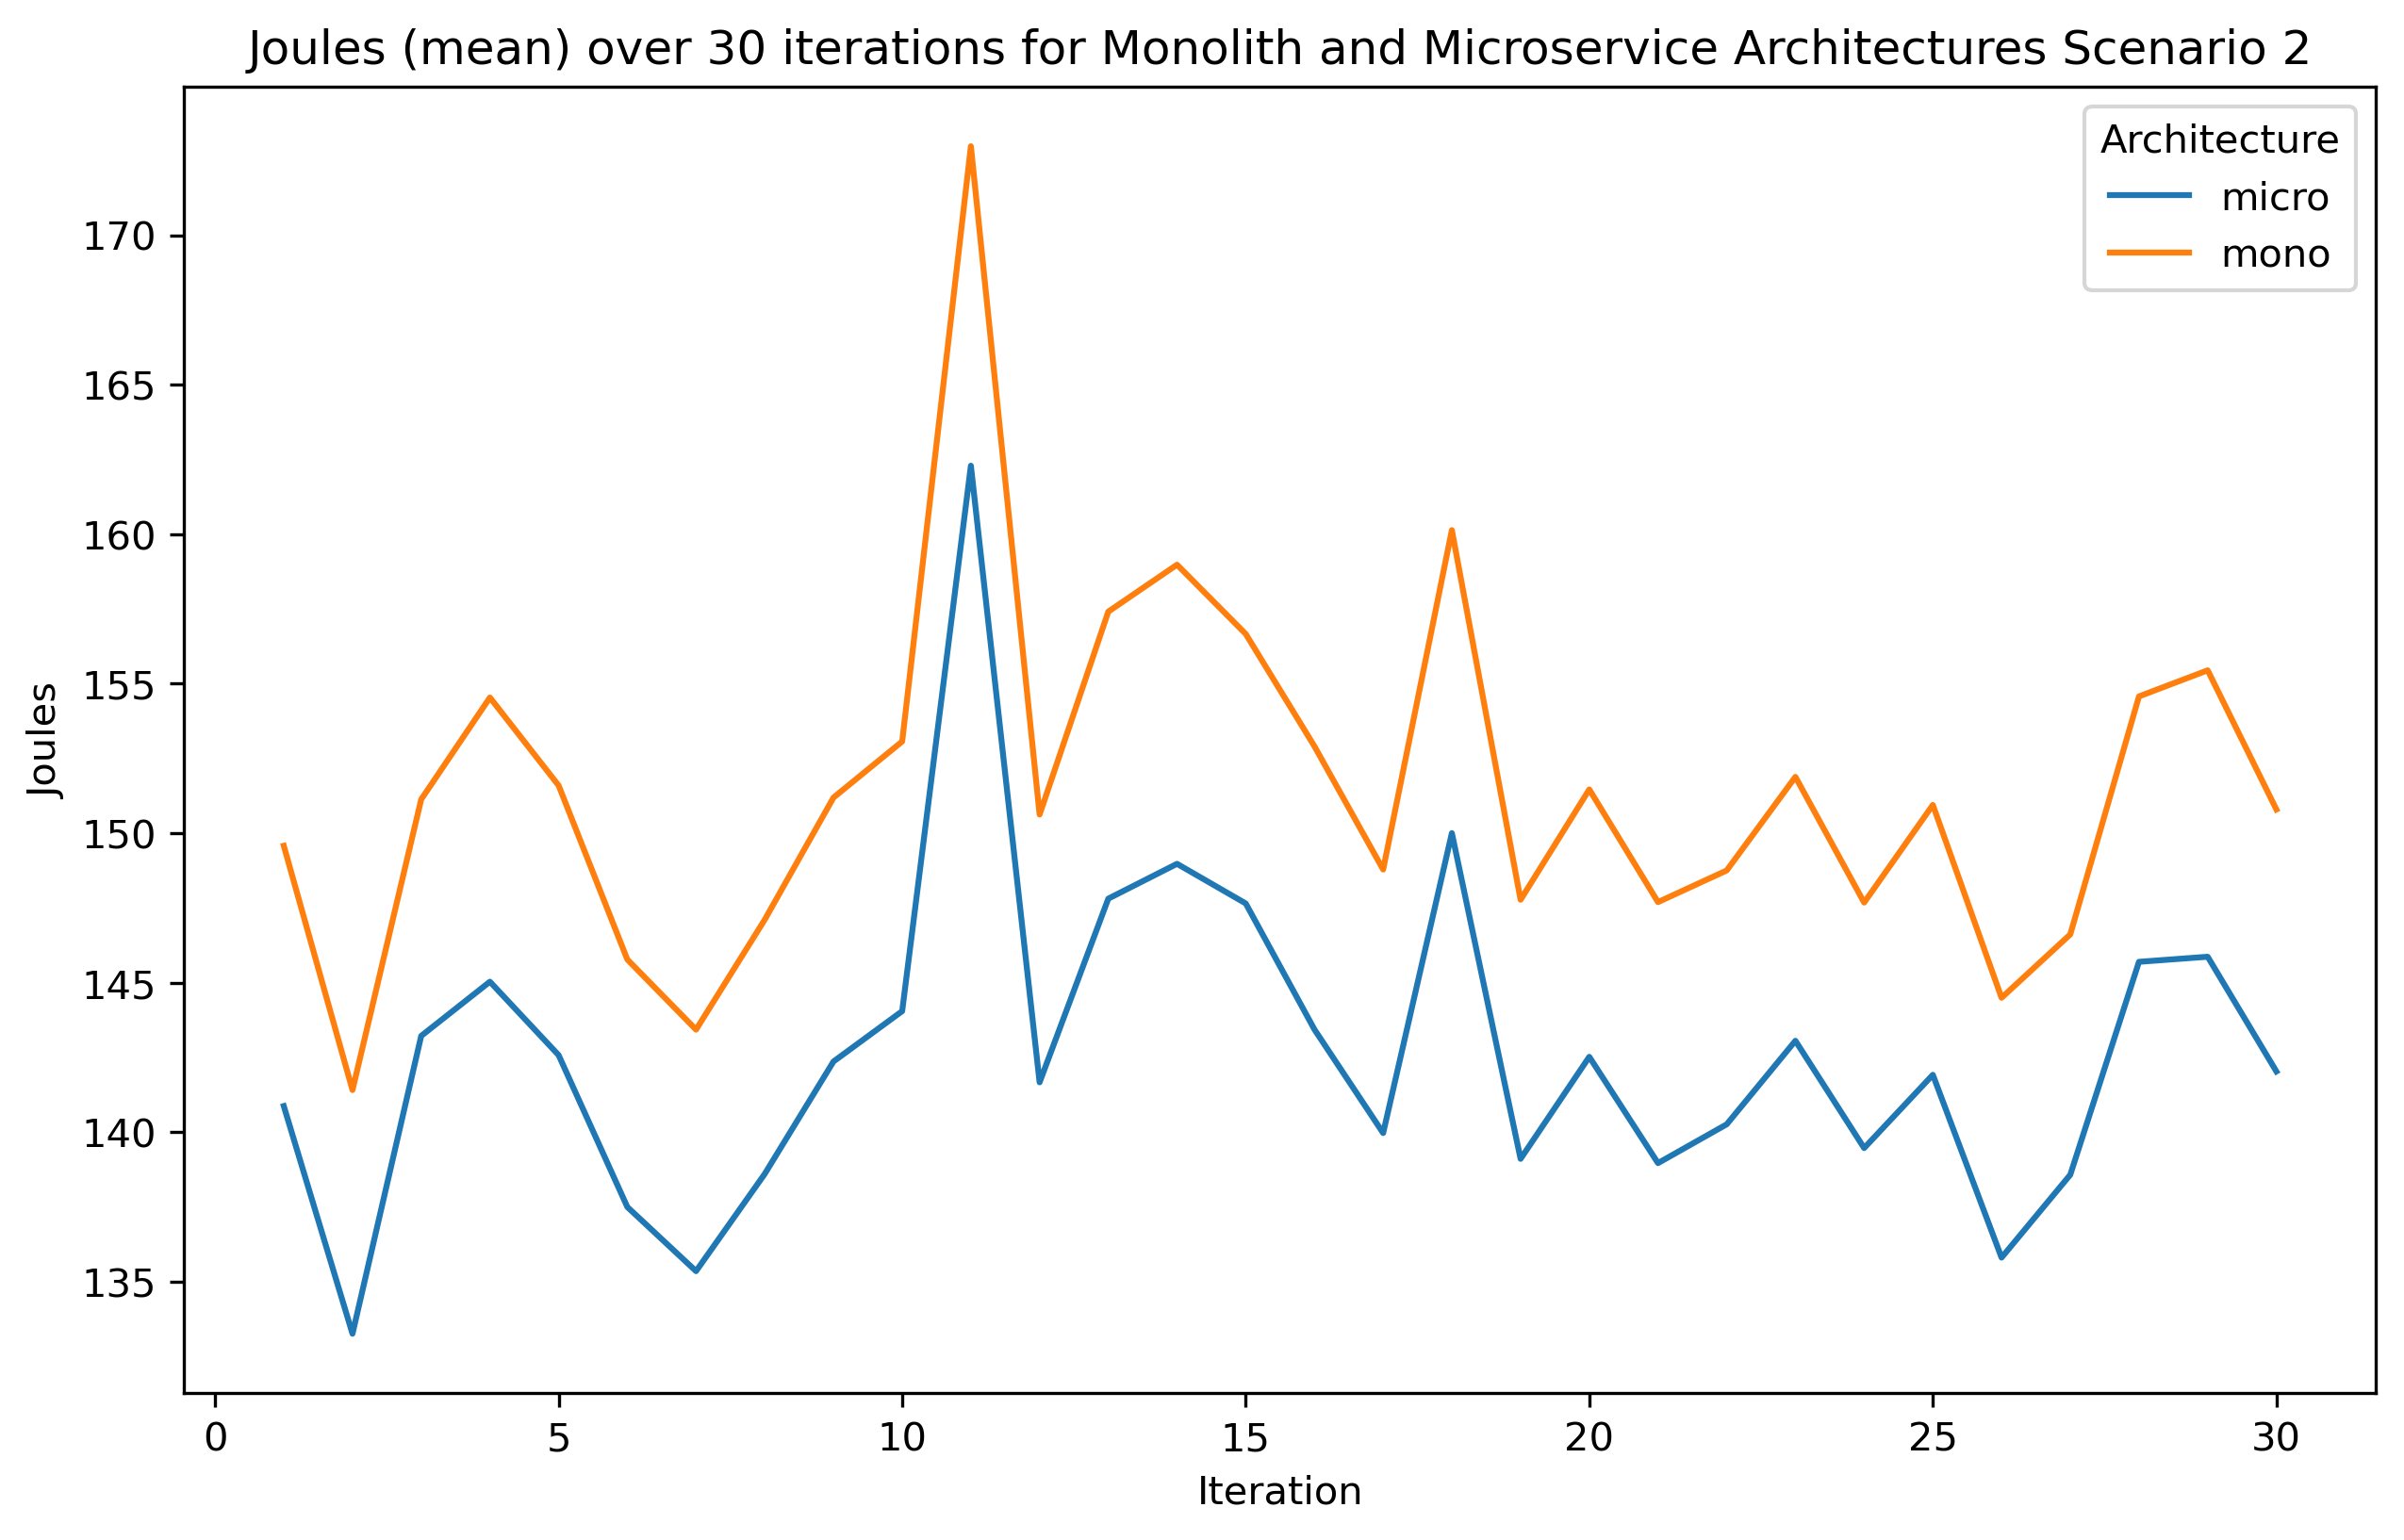 Joules (mean) over 30 iterations for Monolith and Microservice Architectures Scenario 2
Architecture
micro
mono
170
165
160
155
150
145
140
135
Joules
0 5 10 15 20 25 30
Iteration